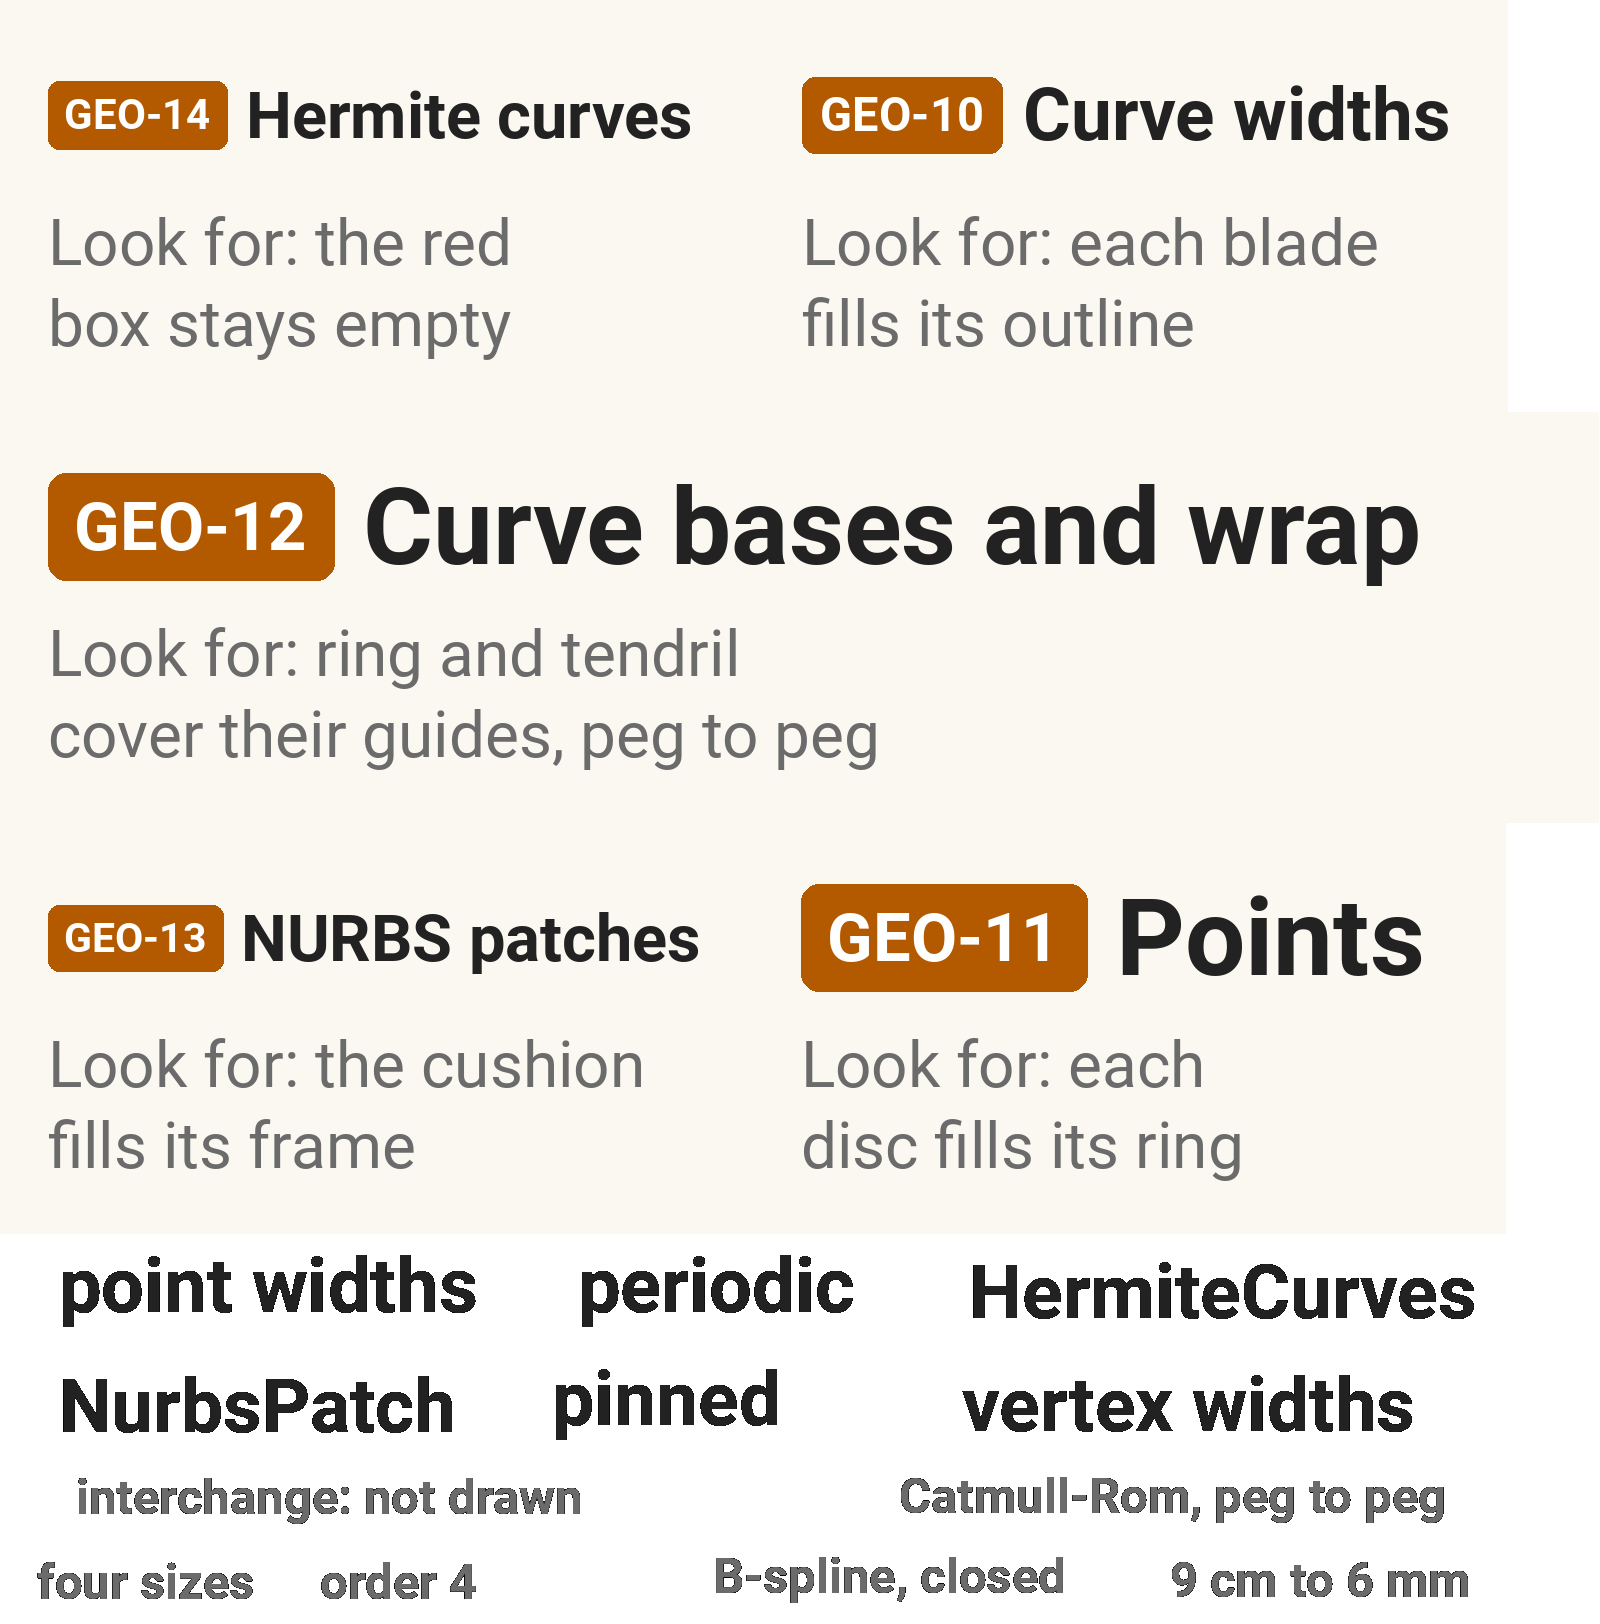 GEO-14 Hermite curves
Look for: the red
box stays empty
GEO-10 Curve widths
Look for: each blade
fills its outline
GEO-12 Curve bases and wrap
Look for: ring and tendril
cover their guides, peg to peg
GEO-13 NURBS patches
Look for: the cushion
fills its frame
GEO-11 Points
Look for: each
disc fills its ring
point widths
periodic
HermiteCurves
NurbsPatch
pinned
vertex widths
interchange: not drawn
Catmull-Rom, peg to peg
four sizes
order 4
B-spline, closed
9 cm to 6 mm